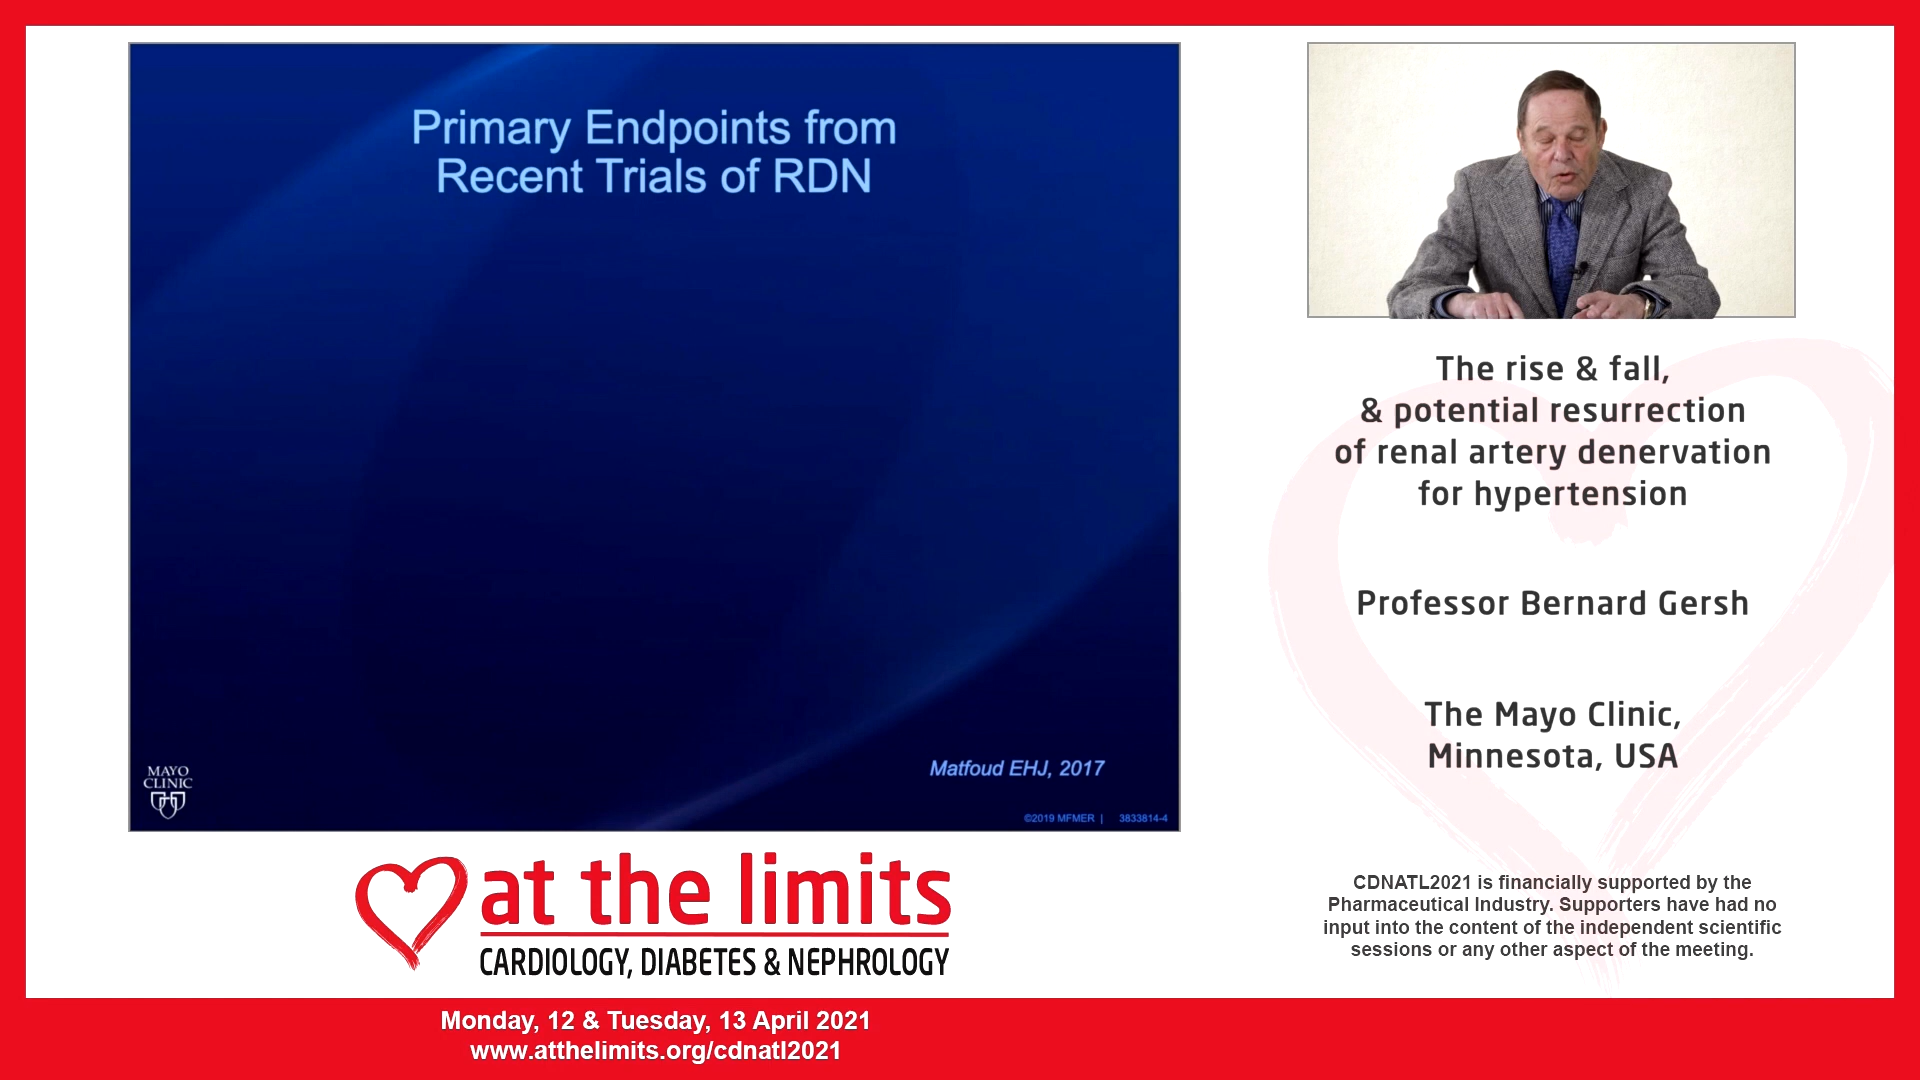 Primary Endpoints from
Recent Trials of RDN
Matfoud EHJ, 2017
MAYO
CLINIC
©2019 MFMER | 3833814-4
The rise & fall,
& potential resurrection
of renal artery denervation
for hypertension
Professor Bernard Gersh
The Mayo Clinic,
Minnesota, USA
CDNATL2021 is financially supported by the
Pharmaceutical Industry. Supporters have had no
input into the content of the independent scientific
sessions or any other aspect of the meeting.
at the limits
CARDIOLOGY, DIABETES & NEPHROLOGY
Monday, 12 & Tuesday, 13 April 2021
www.atthelimits.org/cdnatl2021